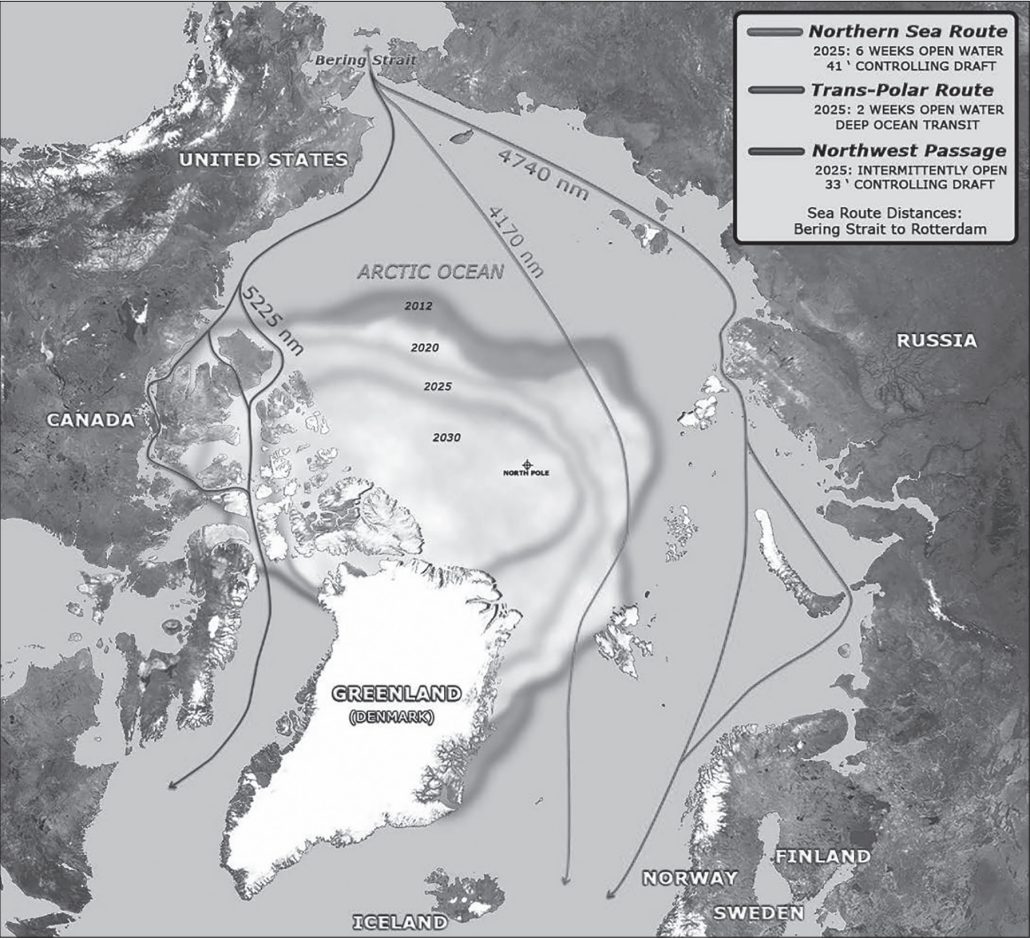 Northern Sea Route
2025: 6 WEEKS OPEN WATER
41 ' CONTROLLING DRAFT
Trans-Polar Route
2025: 2 WEEKS OPEN WATER
DEEP OCEAN TRANSIT
Northwest Passage
2025: INTERMITTENTLY OPEN
33 ' CONTROLLING DRAFT
Sea Route Distances:
Bering Strait to Rotterdam
Bering Strait
UNITED STATES
4740 nm
4170 nm
ARCTIC OCEAN
5225 nm
2012
2020
2025
2030
RUSSIA
CANADA
NORTH POLE
GREENLAND
(DENMARK)
FINLAND
NORWAY
SWEDEN
ICELAND